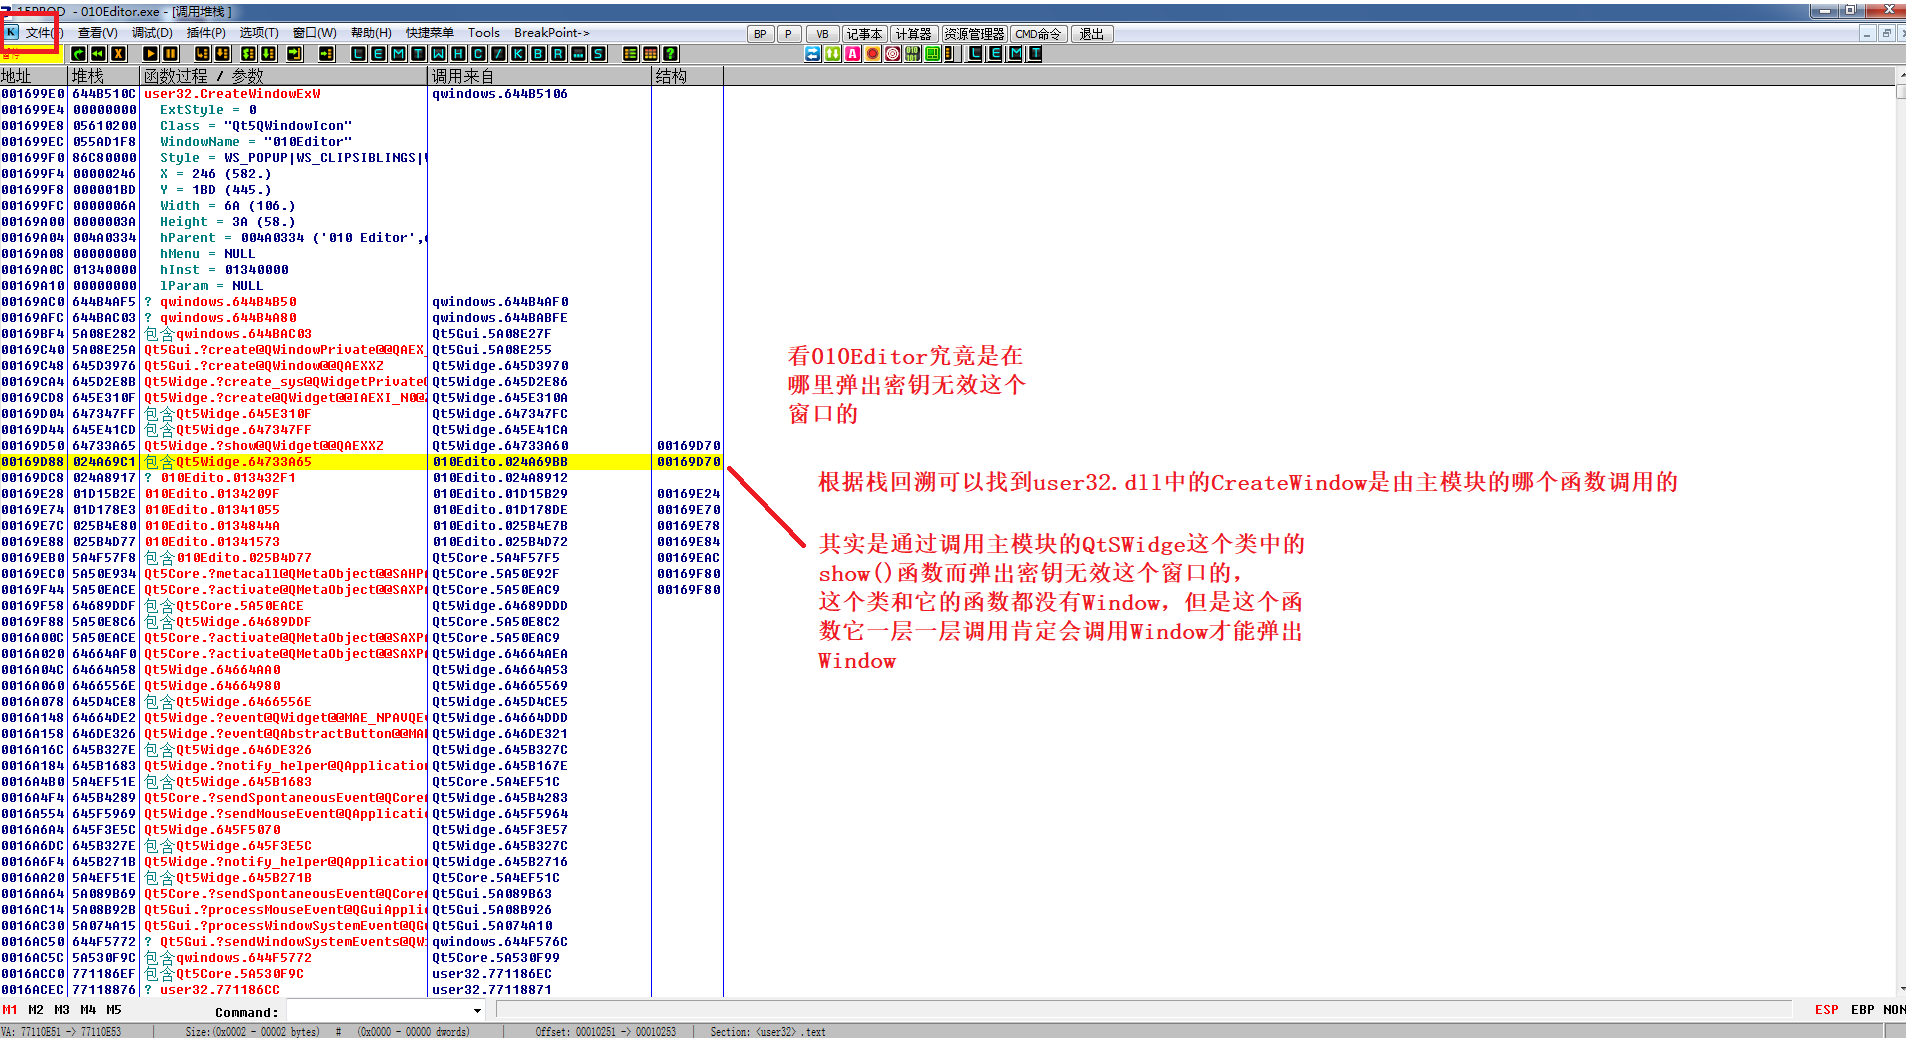 15PROD - 010Editor.exe - [调用堆栈]
K 文件(F) 查看(V) 调试(D) 插件(P) 选项(T) 窗口(W) 帮助(H) 快捷菜单 Tools BreakPoint-> BP P VB 记事本 计算器 资源管理器 CMD命令 退出
L E M T W H C / K B R ... S ? A L E M T
地址 堆栈 函数过程 / 参数 调用来自 结构
001699E0 644B510C user32.CreateWindowExW qwindows.644B5106
001699E4 00000000 ExtStyle = 0
001699E8 05610200 Class = "Qt5QWindowIcon"
001699EC 055AD1F8 WindowName = "010Editor"
001699F0 86C80000 Style = WS_POPUP|WS_CLIPSIBLINGS|
001699F4 00000246 X = 246 (582.)
001699F8 000001BD Y = 1BD (445.)
001699FC 0000006A Width = 6A (106.)
00169A00 0000003A Height = 3A (58.)
00169A04 004A0334 hParent = 004A0334 ('010 Editor',
00169A08 00000000 hMenu = NULL
00169A0C 01340000 hInst = 01340000
00169A10 00000000 lParam = NULL
00169AC0 644B4AF5 ? qwindows.644B4B50 qwindows.644B4AF0
00169AFC 644BAC03 ? qwindows.644B4A80 qwindows.644BABFE
00169BF4 5A08E282 包含qwindows.644BAC03 Qt5Gui.5A08E27F
00169C40 5A08E25A Qt5Gui.?create@QWindowPrivate@@QAEX_ Qt5Gui.5A08E255
00169C48 645D3976 Qt5Gui.?create@QWindow@@QAEXXZ Qt5Widge.645D3970
00169CA4 645D2E8B Qt5Widge.?create_sys@QWidgetPrivate@ Qt5Widge.645D2E86
00169CD8 645E310F Qt5Widge.?create@QWidget@@IAEXI_N0@Z Qt5Widge.645E310A
00169D04 647347FF 包含Qt5Widge.645E310F Qt5Widge.647347FC
00169D44 645E41CD 包含Qt5Widge.647347FF Qt5Widge.645E41CA
00169D50 64733A65 Qt5Widge.?show@QWidget@@QAEXXZ Qt5Widge.64733A60 00169D70
00169D88 024A69C1 包含Qt5Widge.64733A65 010Edito.024A69BB 00169D70
00169DC8 024A8917 ? 010Edito.013432F1 010Edito.024A8912
00169E28 01D15B2E 010Edito.0134209F 010Edito.01D15B29 00169E24
00169E74 01D178E3 010Edito.01341055 010Edito.01D178DE 00169E70
00169E7C 025B4E80 010Edito.0134844A 010Edito.025B4E7B 00169E78
00169E88 025B4D77 010Edito.01341573 010Edito.025B4D72 00169E84
00169EB0 5A4F57F8 包含010Edito.025B4D77 Qt5Core.5A4F57F5 00169EAC
00169EC0 5A50E934 Qt5Core.?metacall@QMetaObject@@SAHP Qt5Core.5A50E92F 00169F80
00169F44 5A50EACE Qt5Core.?activate@QMetaObject@@SAXP Qt5Core.5A50EAC9 00169F80
00169F58 64689DDF 包含Qt5Core.5A50EACE Qt5Widge.64689DDD
00169F88 5A50E8C6 包含Qt5Widge.64689DDF Qt5Core.5A50E8C2
0016A00C 5A50EACE Qt5Core.?activate@QMetaObject@@SAXP Qt5Core.5A50EAC9
0016A020 64664AF0 Qt5Core.?activate@QMetaObject@@SAXP Qt5Widge.64664AEA
0016A04C 64664A58 Qt5Widge.64664AA0 Qt5Widge.64664A53
0016A060 6466556E Qt5Widge.64664980 Qt5Widge.64665569
0016A078 645D4CE8 包含Qt5Widge.6466556E Qt5Widge.645D4CE5
0016A148 64664DE2 Qt5Widge.?event@QWidget@@MAE_NPAVQE Qt5Widge.64664DDD
0016A158 646DE326 Qt5Widge.?event@QAbstractButton@@MA Qt5Widge.646DE321
0016A16C 645B327E 包含Qt5Widge.646DE326 Qt5Widge.645B327C
0016A184 645B1683 Qt5Widge.?notify_helper@QApplication Qt5Widge.645B167E
0016A4B0 5A4EF51E 包含Qt5Widge.645B1683 Qt5Core.5A4EF51C
0016A4F4 645B4289 Qt5Core.?sendSpontaneousEvent@QCore Qt5Widge.645B4283
0016A554 645F5969 Qt5Widge.?sendMouseEvent@QApplicatio Qt5Widge.645F5964
0016A6A4 645F3E5C Qt5Widge.645F5070 Qt5Widge.645F3E57
0016A6DC 645B327E 包含Qt5Widge.645F3E5C Qt5Widge.645B327C
0016A6F4 645B271B Qt5Widge.?notify_helper@QApplication Qt5Widge.645B2716
0016AA20 5A4EF51E 包含Qt5Widge.645B271B Qt5Core.5A4EF51C
0016AA64 5A089B69 Qt5Core.?sendSpontaneousEvent@QCore Qt5Gui.5A089B63
0016AC14 5A08B92B Qt5Gui.?processMouseEvent@QGuiAppli Qt5Gui.5A08B926
0016AC30 5A074A15 Qt5Gui.?processWindowSystemEvent@QG Qt5Gui.5A074A10
0016AC50 644F5772 ? Qt5Gui.?sendWindowSystemEvents@QW qwindows.644F576C
0016AC5C 5A530F9C 包含qwindows.644F5772 Qt5Core.5A530F99
0016ACC0 771186EF 包含Qt5Core.5A530F9C user32.771186EC
0016ACEC 77118876 ? user32.771186CC user32.77118871
看010Editor究竟是在
哪里弹出密钥无效这个
窗口的
根据栈回溯可以找到user32.dll中的CreateWindow是由主模块的哪个函数调用的
其实是通过调用主模块的QtSWidge这个类中的
show()函数而弹出密钥无效这个窗口的，
这个类和它的函数都没有Window，但是这个函
数它一层一层调用肯定会调用Window才能弹出
Window
M1 M2 M3 M4 M5 Command: ESP EBP NON
VA: 77110E51 -> 77110E53 Size:(0x0002 - 00002 bytes) # (0x0000 - 00000 dwords) Offset: 00010251 -> 00010253 Section: <user32> .text